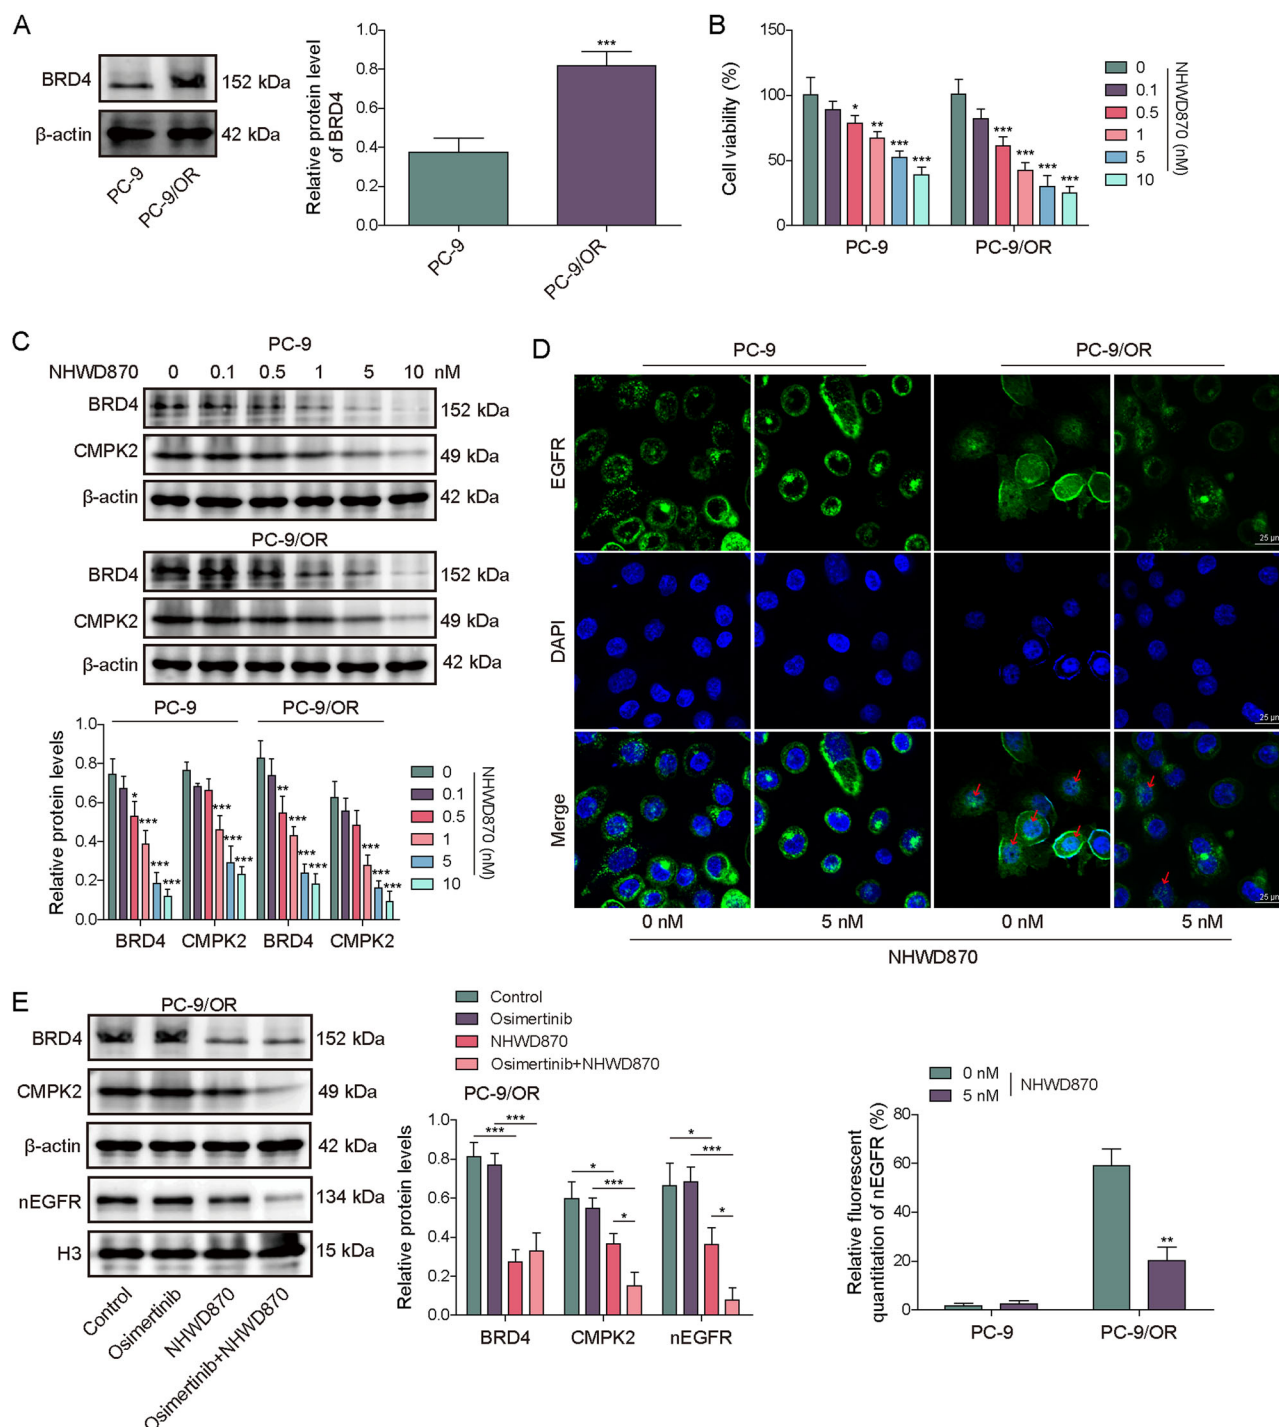 A
BRD4
152 kDa
β-actin
42 kDa
PC-9
PC-9/OR
Relative protein level
of BRD4
1.0
0.8
0.6
0.4
0.2
0.0
***
PC-9
PC-9/OR
B
Cell viability (%)
150
100
50
0
* ** *** ***
*** *** *** ***
PC-9
PC-9/OR
0
0.1
0.5
1
5
10
NHWD870 (nM)
C
PC-9
NHWD870 0 0.1 0.5 1 5 10 nM
BRD4 152 kDa
CMPK2 49 kDa
β-actin 42 kDa
PC-9/OR
BRD4 152 kDa
CMPK2 49 kDa
β-actin 42 kDa
PC-9 PC-9/OR
Relative protein levels
1.0
0.8
0.6
0.4
0.2
0.0
* *** *** ***
*** *** ***
** *** *** ***
*** *** ***
BRD4 CMPK2 BRD4 CMPK2
0
0.1
0.5
1
5
10
NHWD870 (nM)
D
PC-9 PC-9/OR
EGFR
25 μm
DAPI
25 μm
Merge
25 μm
0 nM 5 nM 0 nM 5 nM
NHWD870
E
PC-9/OR
BRD4 152 kDa
CMPK2 49 kDa
β-actin 42 kDa
nEGFR 134 kDa
H3 15 kDa
Control
Osimertinib
NHWD870
Osimertinib+NHWD870
Control
Osimertinib
NHWD870
Osimertinib+NHWD870
PC-9/OR
Relative protein levels
1.0
0.8
0.6
0.4
0.2
0.0
*** ***
* *** *
* *** *
BRD4 CMPK2 nEGFR
0 nM
5 nM
NHWD870
Relative fluorescent
quantitation of nEGFR (%)
80
60
40
20
0
**
PC-9 PC-9/OR